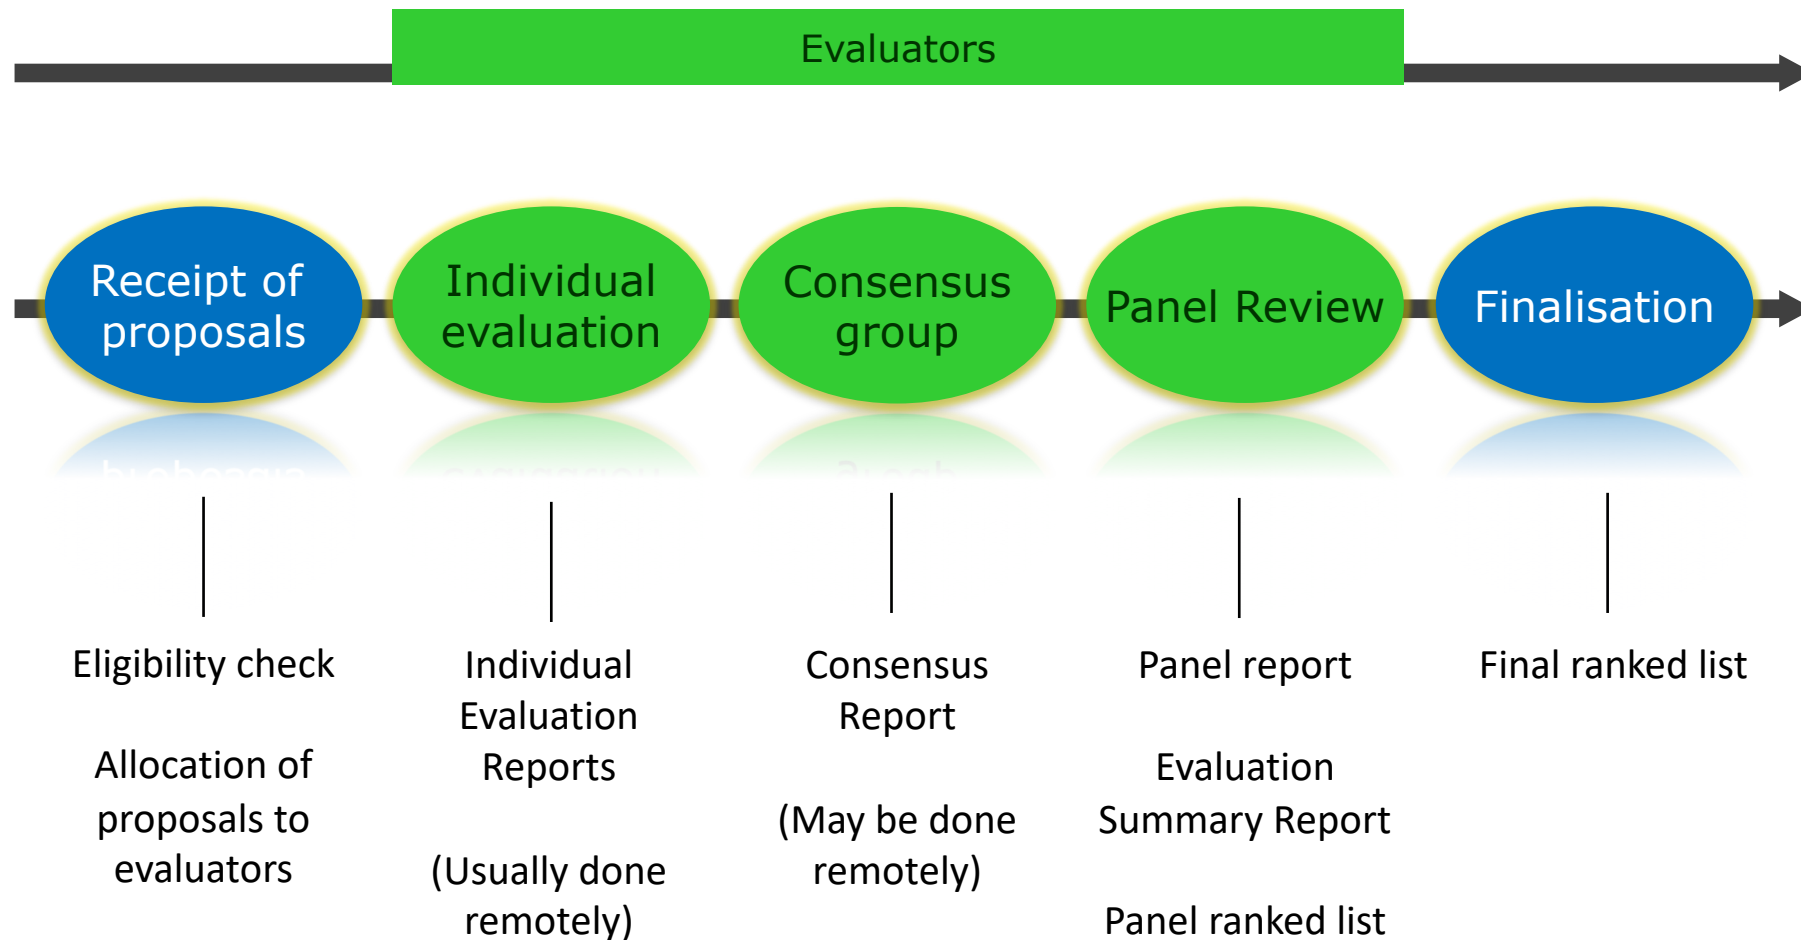 Evaluators
Receipt of
proposals
Individual
evaluation
Consensus
group
Panel Review
Finalisation
Eligibility check
Allocation of
proposals to
evaluators
Individual
Evaluation
Reports
(Usually done
remotely)
Consensus
Report
(May be done
remotely)
Panel report
Evaluation
Summary Report
Panel ranked list
Final ranked list